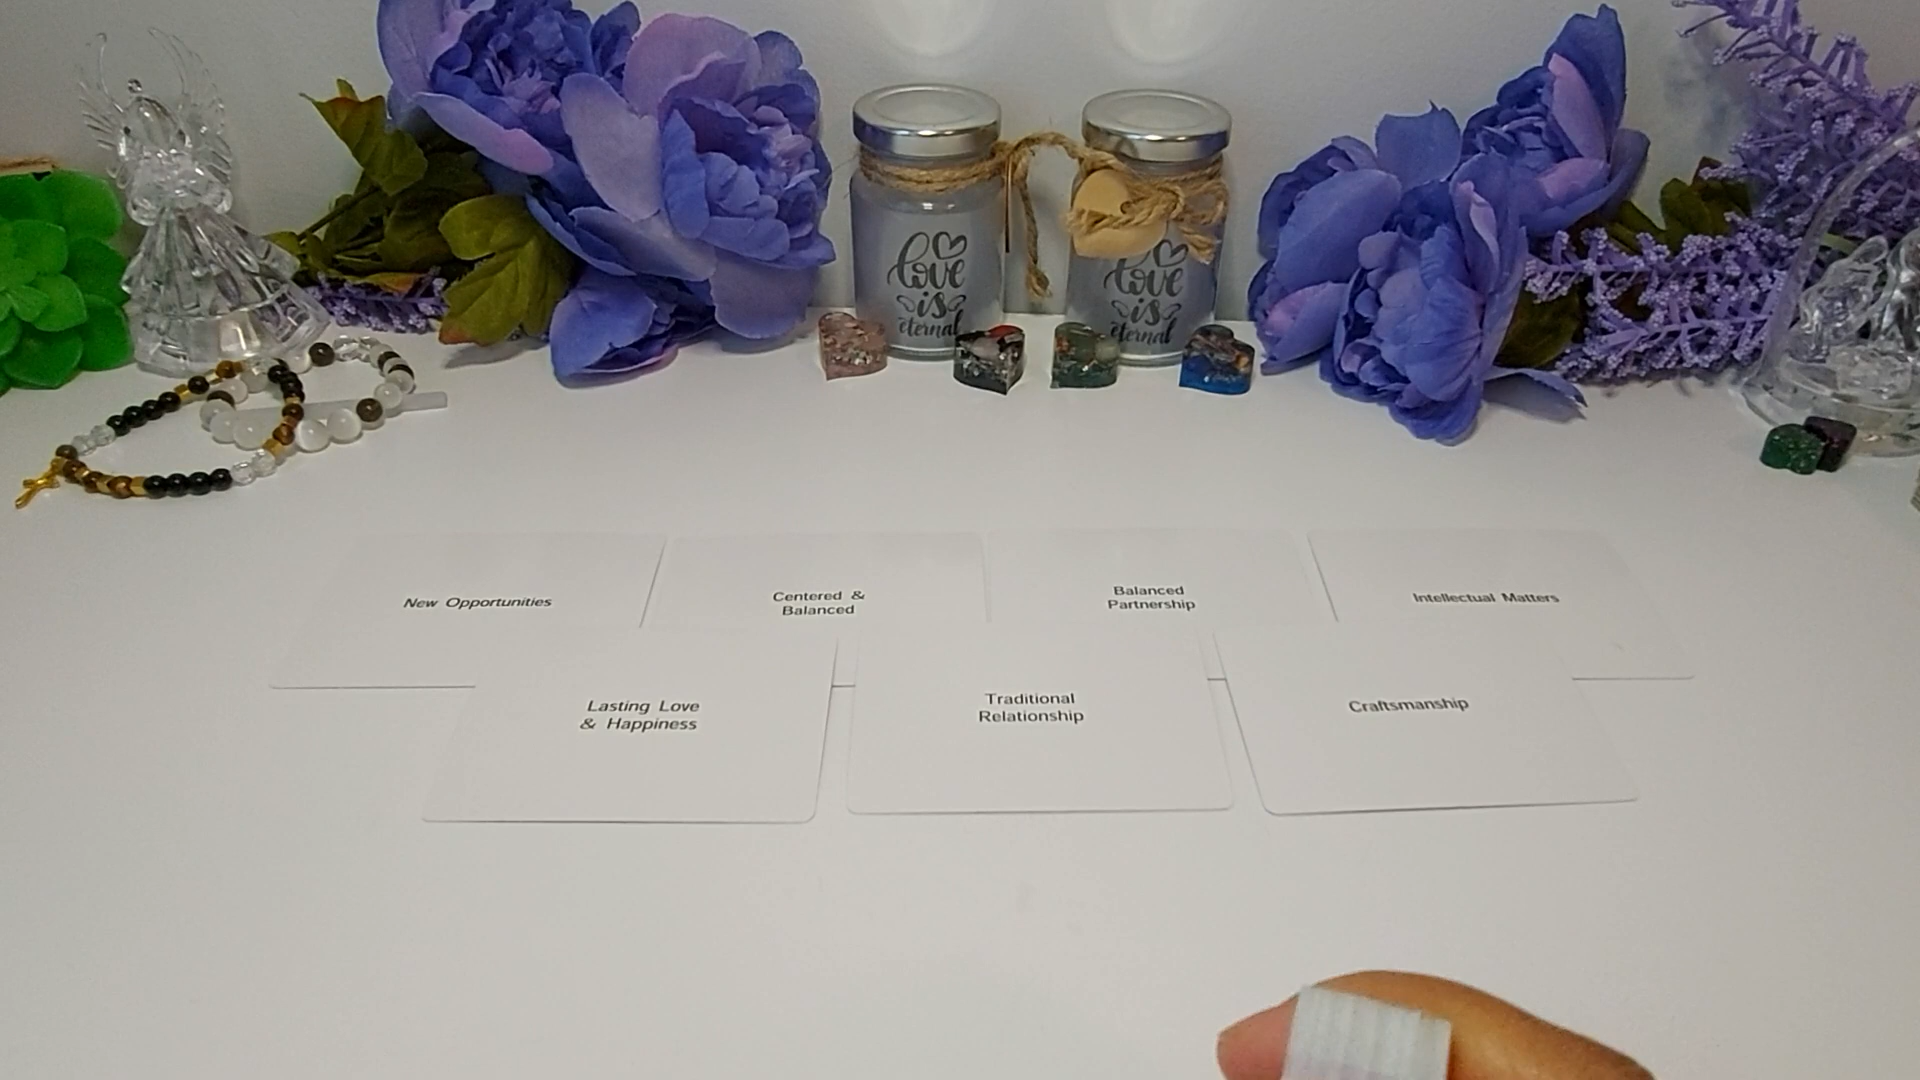 love
is
eternal
love
is
eternal
New Opportunities
Centered &
Balanced
Balanced
Partnership
Intellectual Matters
Lasting Love
& Happiness
Traditional
Relationship
Craftsmanship